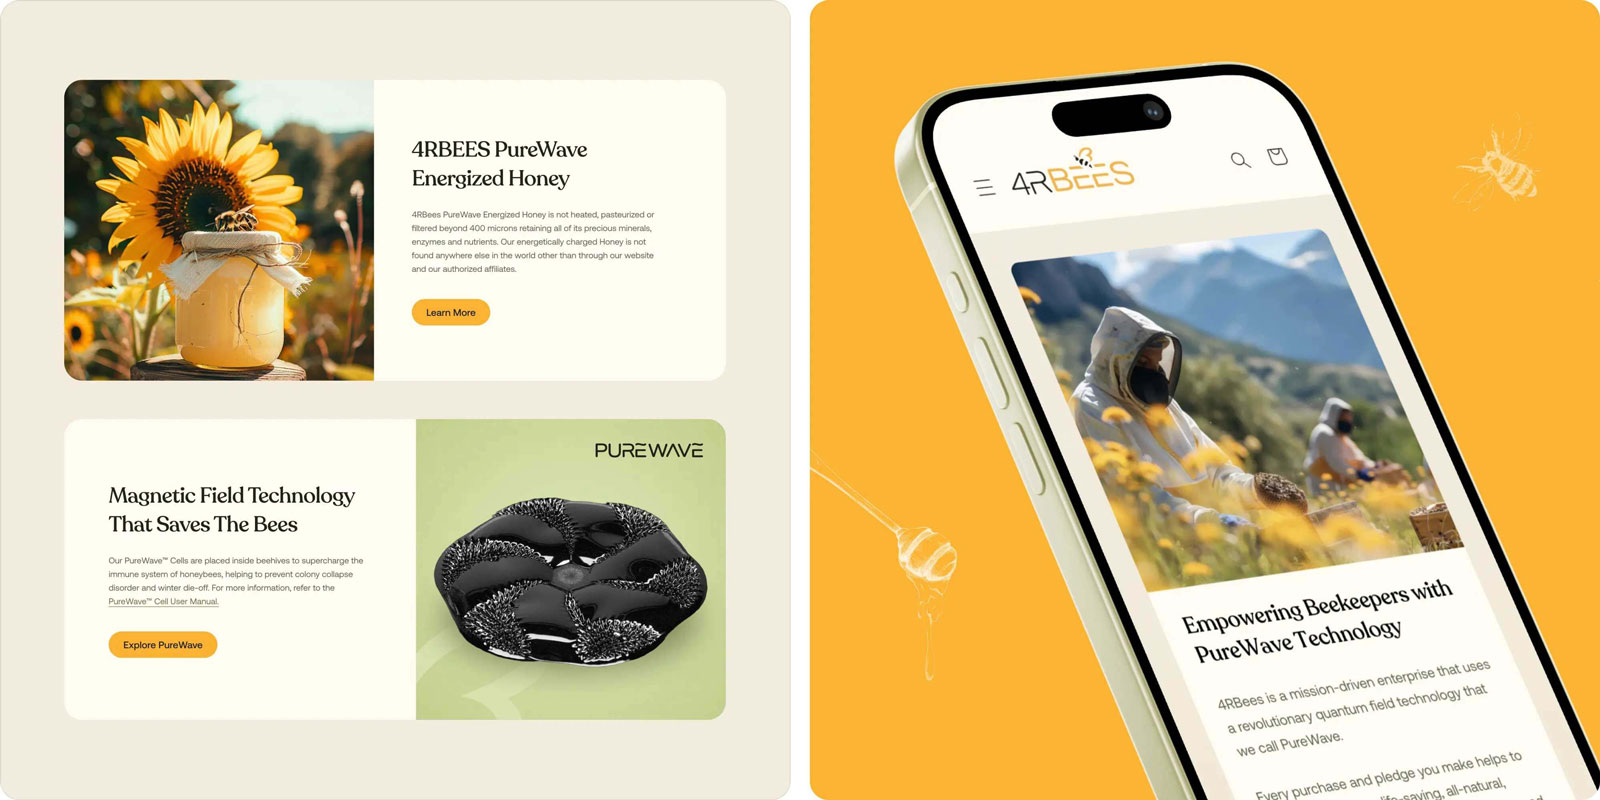 4RBEES PureWave
Energized Honey
4RBees PureWave Energized Honey is not heated, pasteurized or
filtered beyond 400 microns retaining all of its precious minerals,
enzymes and nutrients. Our energetically charged Honey is not
found anywhere else in the world other than through our website
and our authorized affiliates.
Learn More
Magnetic Field Technology
That Saves The Bees
Our PureWave™ Cells are placed inside beehives to supercharge the
immune system of honeybees, helping to prevent colony collapse
disorder and winter die-off. For more information, refer to the
PureWave™ Cell User Manual.
Explore PureWave
PUREWAVE
4RBEES
Empowering Beekeepers with
PureWave Technology
4RBees is a mission-driven enterprise that uses
a revolutionary quantum field technology that
we call PureWave.
Every purchase and pledge you make helps to
life-saving, all-natural,